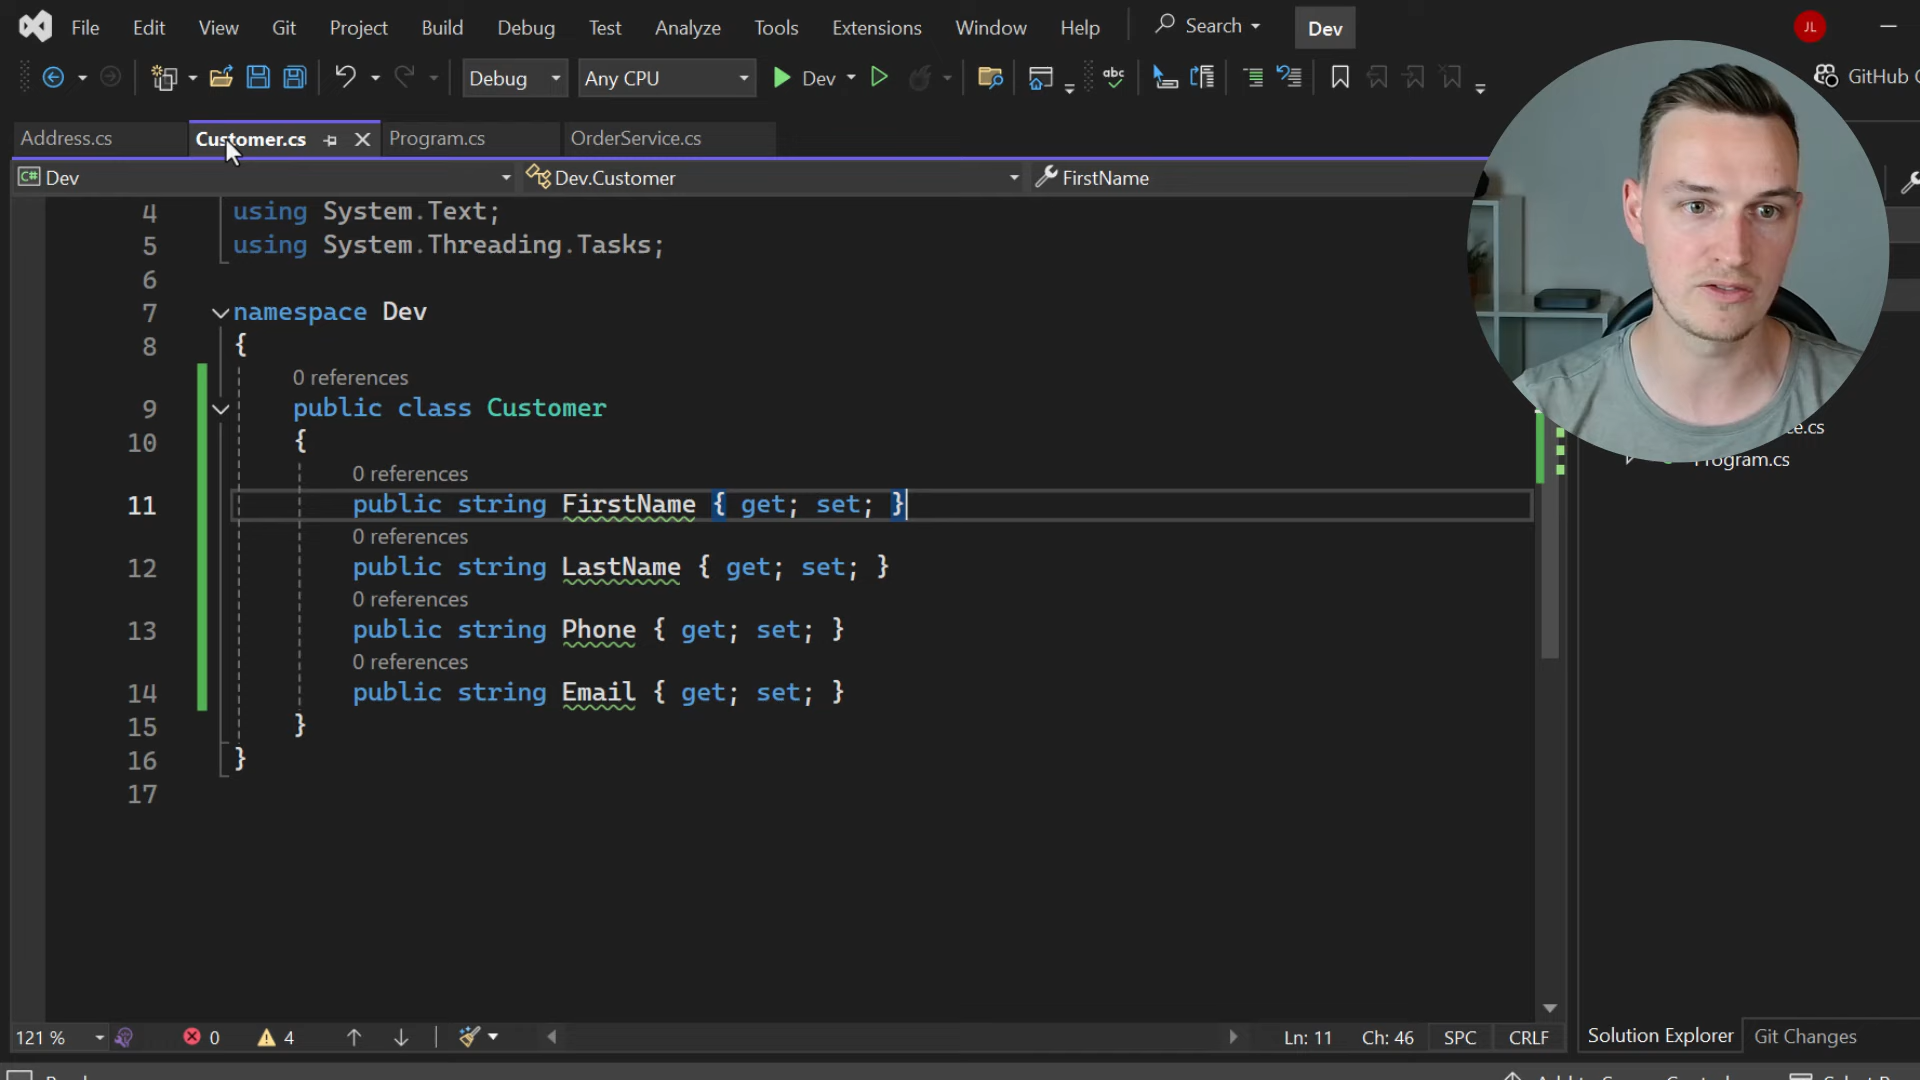 File Edit View Git Project Build Debug Test Analyze Tools Extensions Window Help Search Dev JL
Debug Any CPU Dev abc GitHub
Address.cs Customer.cs Program.cs OrderService.cs
C# Dev Dev.Customer FirstName
4 using System.Text;
5 using System.Threading.Tasks;
6
7 namespace Dev
8 {
0 references
9 public class Customer
10 {
0 references
11 public string FirstName { get; set; }
0 references
12 public string LastName { get; set; }
0 references
13 public string Phone { get; set; }
0 references
14 public string Email { get; set; }
15 }
16 }
17
Program.cs
121 % 0 4 Ln: 11 Ch: 46 SPC CRLF
Solution Explorer Git Changes